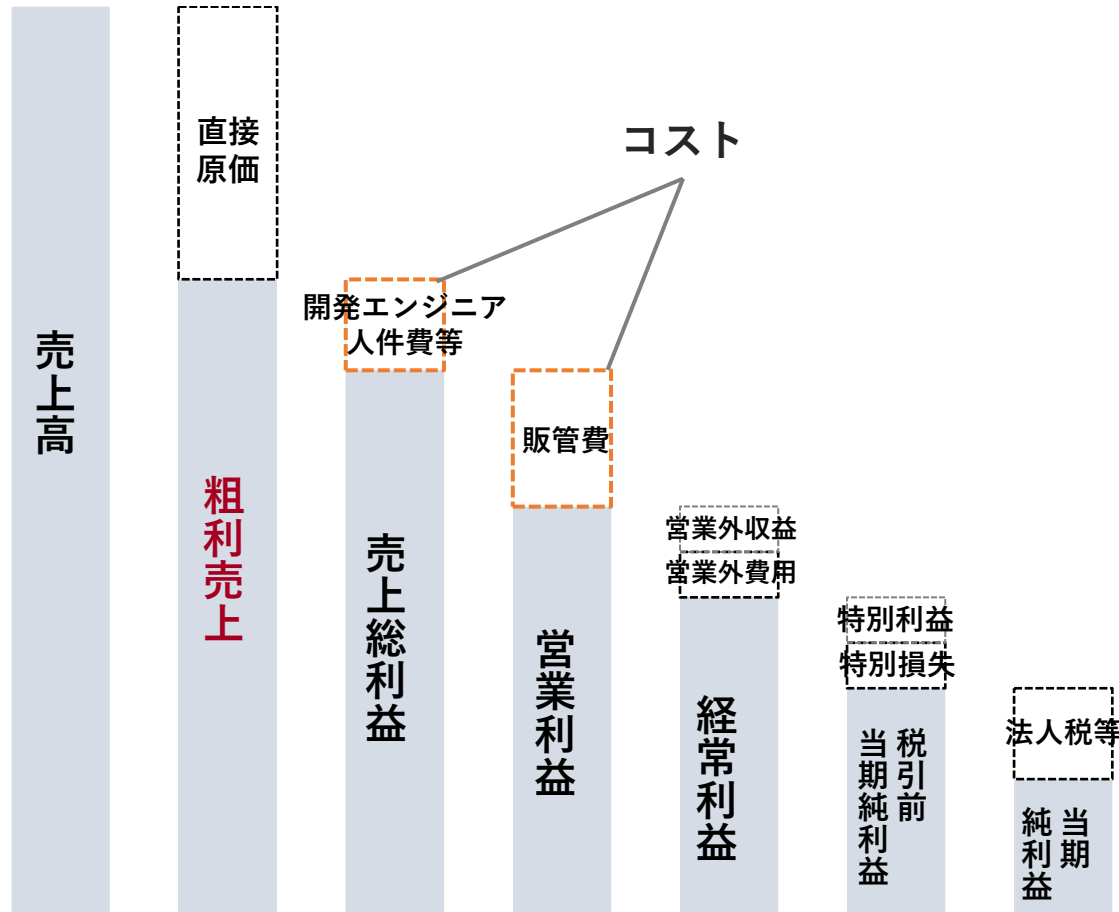 売上高
直接
原価
粗利売上
コスト
開発エンジニア
人件費等
売上総利益
販管費
営業利益
営業外収益
営業外費用
経常利益
特別利益
特別損失
税引前
当期純利益
法人税等
当期
純利益